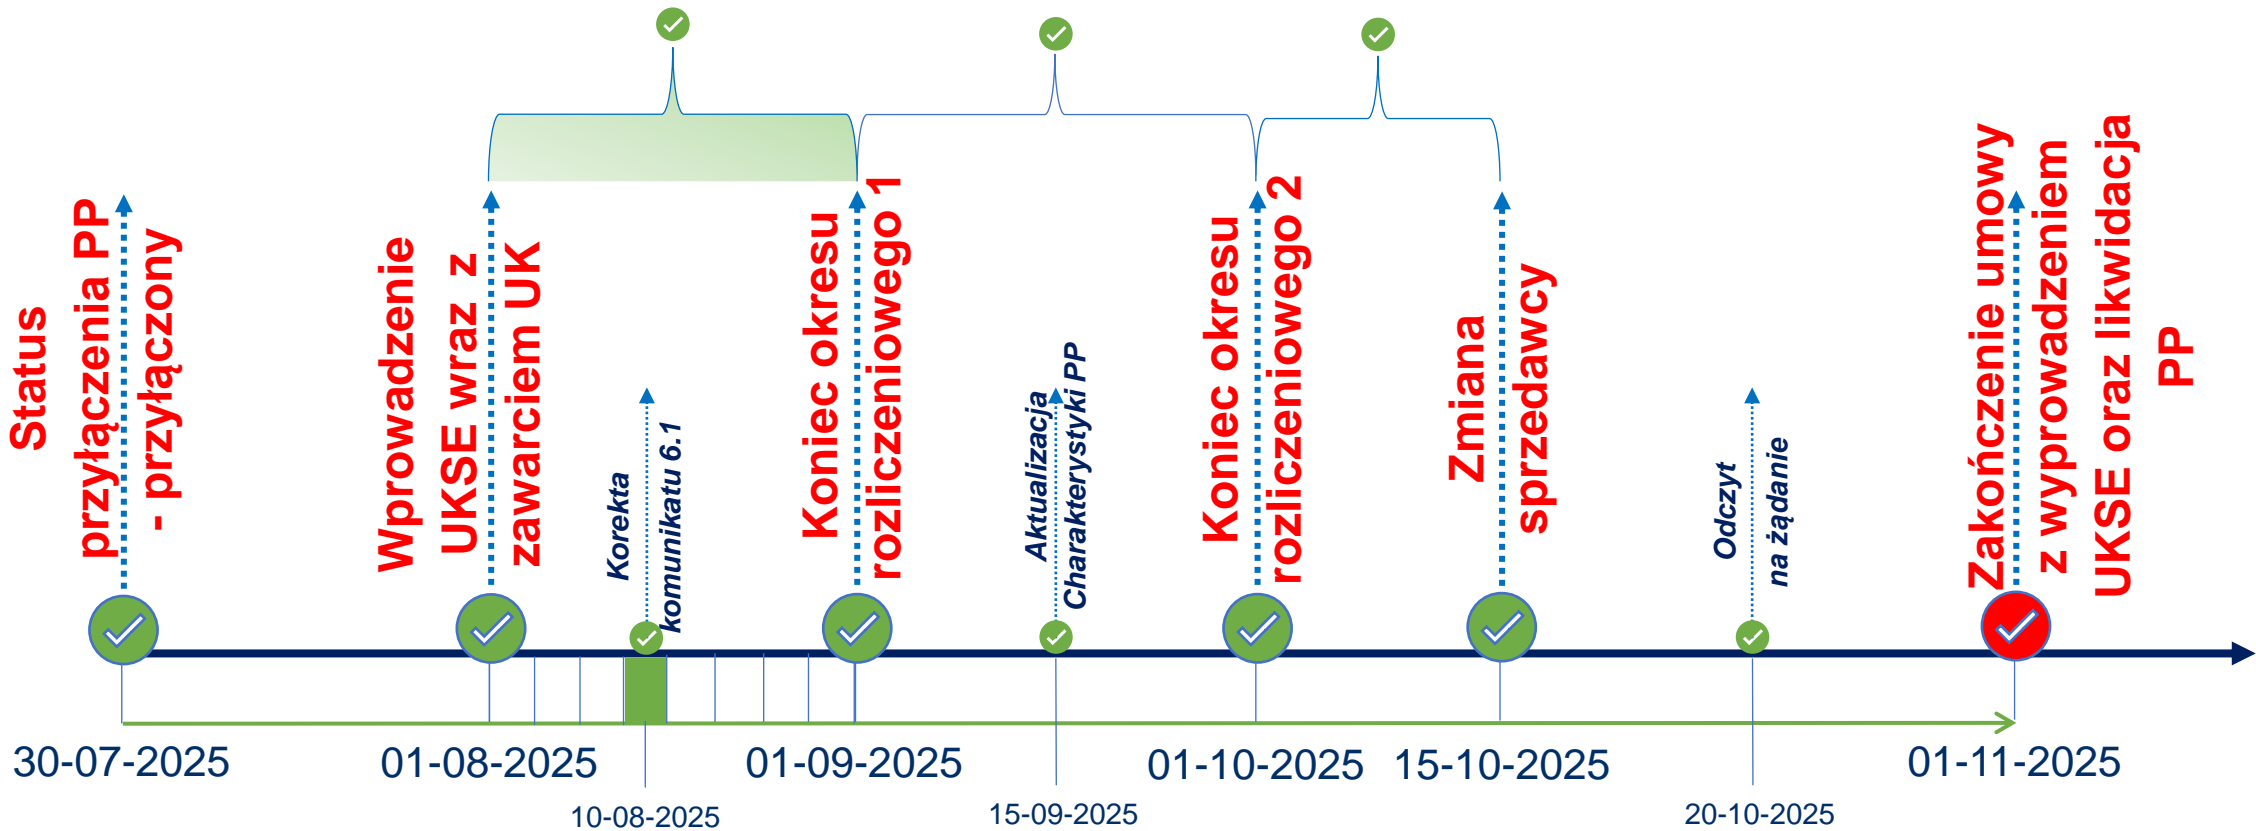 Status
przyłączenia PP
- przyłączony
Wprowadzenie
UKSE wraz z
zawarciem UK
Korekta
komunikatu 6.1
Koniec okresu
rozliczeniowego 1
Aktualizacja
Charakterystyki PP
Koniec okresu
rozliczeniowego 2
Zmiana
sprzedawcy
Odczyt
na żądanie
Zakończenie umowy
z wyprowadzeniem
UKSE oraz likwidacja
PP
30-07-2025
01-08-2025
01-09-2025
01-10-2025
15-10-2025
01-11-2025
10-08-2025
15-09-2025
20-10-2025